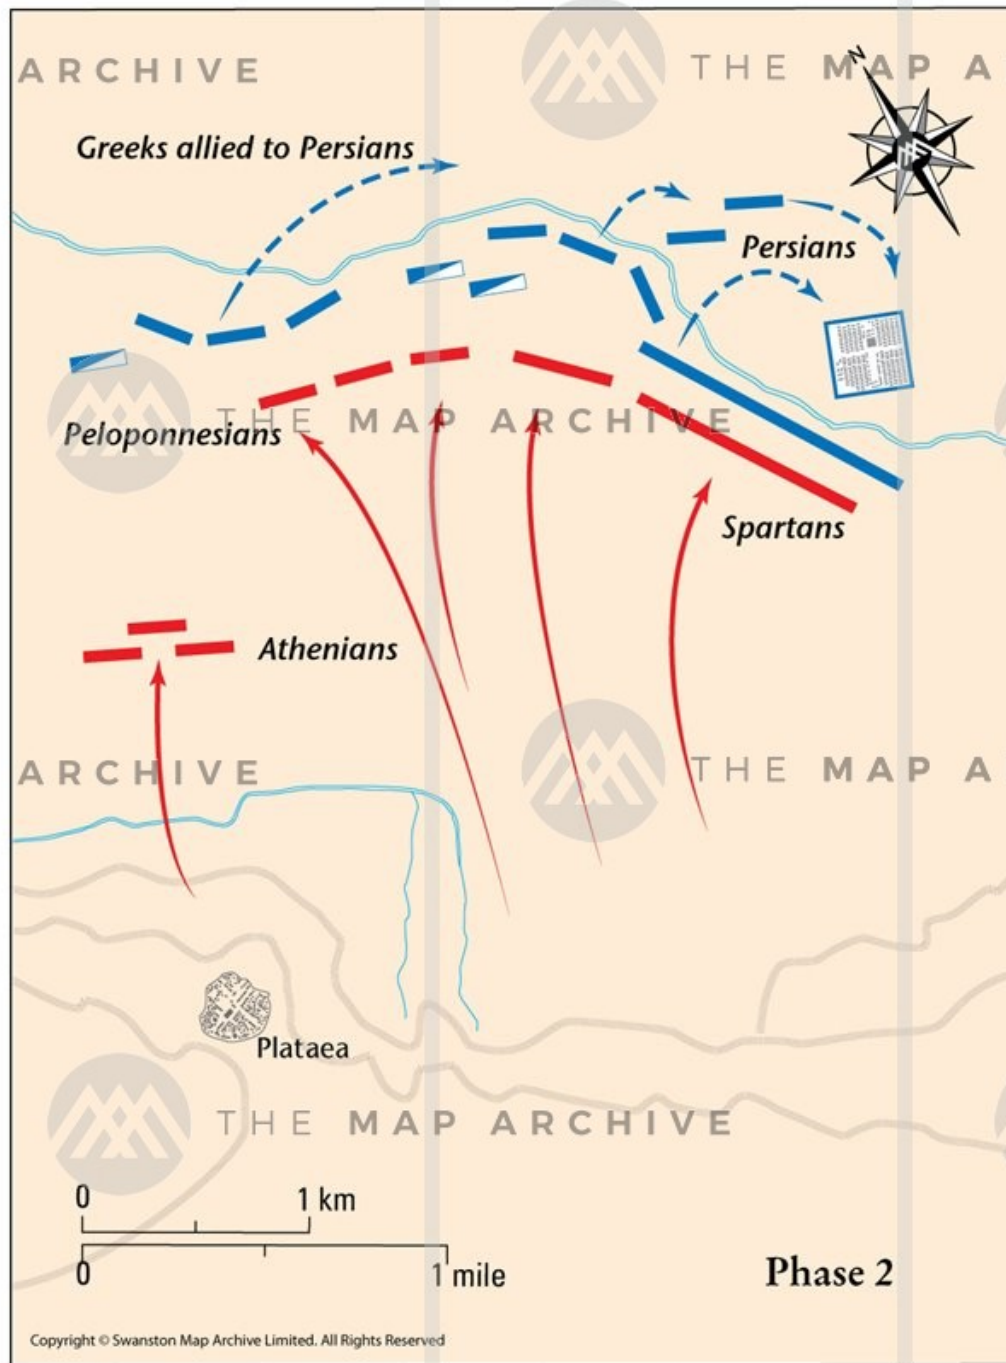 ARCHIVE
THE MAP A
N
Greeks allied to Persians
Persians
THE MAP ARCHIVE
Peloponnesians
Spartans
Athenians
ARCHIVE
THE MAP A
Plataea
THE MAP ARCHIVE
0 1 km
0 1 mile
Phase 2
Copyright © Swanston Map Archive Limited. All Rights Reserved